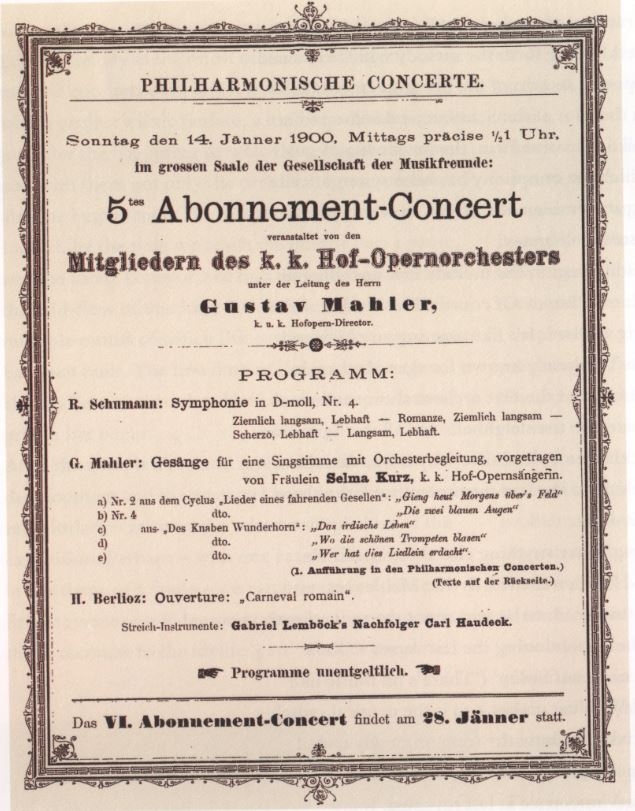 PHILHARMONISCHE CONCERTE.
Sonntag den 14. Jänner 1900, Mittags präcise ½1 Uhr,
im grossen Saale der Gesellschaft der Musikfreunde:
5tes Abonnement-Concert
veranstaltet von den
Mitgliedern des k. k. Hof-Opernorchesters
unter der Leitung des Herrn
Gustav Mahler,
k. u. k. Hofopern-Director.
PROGRAMM:
R. Schumann: Symphonie in D-moll, Nr. 4.
Ziemlich langsam, Lebhaft — Romanze, Ziemlich langsam —
Scherzo, Lebhaft — Langsam, Lebhaft.
G. Mahler: Gesänge für eine Singstimme mit Orchesterbegleitung, vorgetragen
von Fräulein Selma Kurz, k. k. Hof-Opernsängerin.
a) Nr. 2 aus dem Cyclus „Lieder eines fahrenden Gesellen“: „Gieng heut’ Morgens über’s Feld“
b) Nr. 4 dto. „Die zwei blauen Augen“
c) aus „Des Knaben Wunderhorn“: „Das irdische Leben“
d) dto. „Wo die schönen Trompeten blasen“
e) dto. „Wer hat dies Liedlein erdacht“.
(1. Aufführung in den Philharmonischen Concerten.)
(Texte auf der Rückseite.)
H. Berlioz: Ouverture: „Carneval romain“.
Streich-Instrumente: Gabriel Lemböck’s Nachfolger Carl Haudeck.
Programme unentgeltlich.
Das VI. Abonnement-Concert findet am 28. Jänner statt.